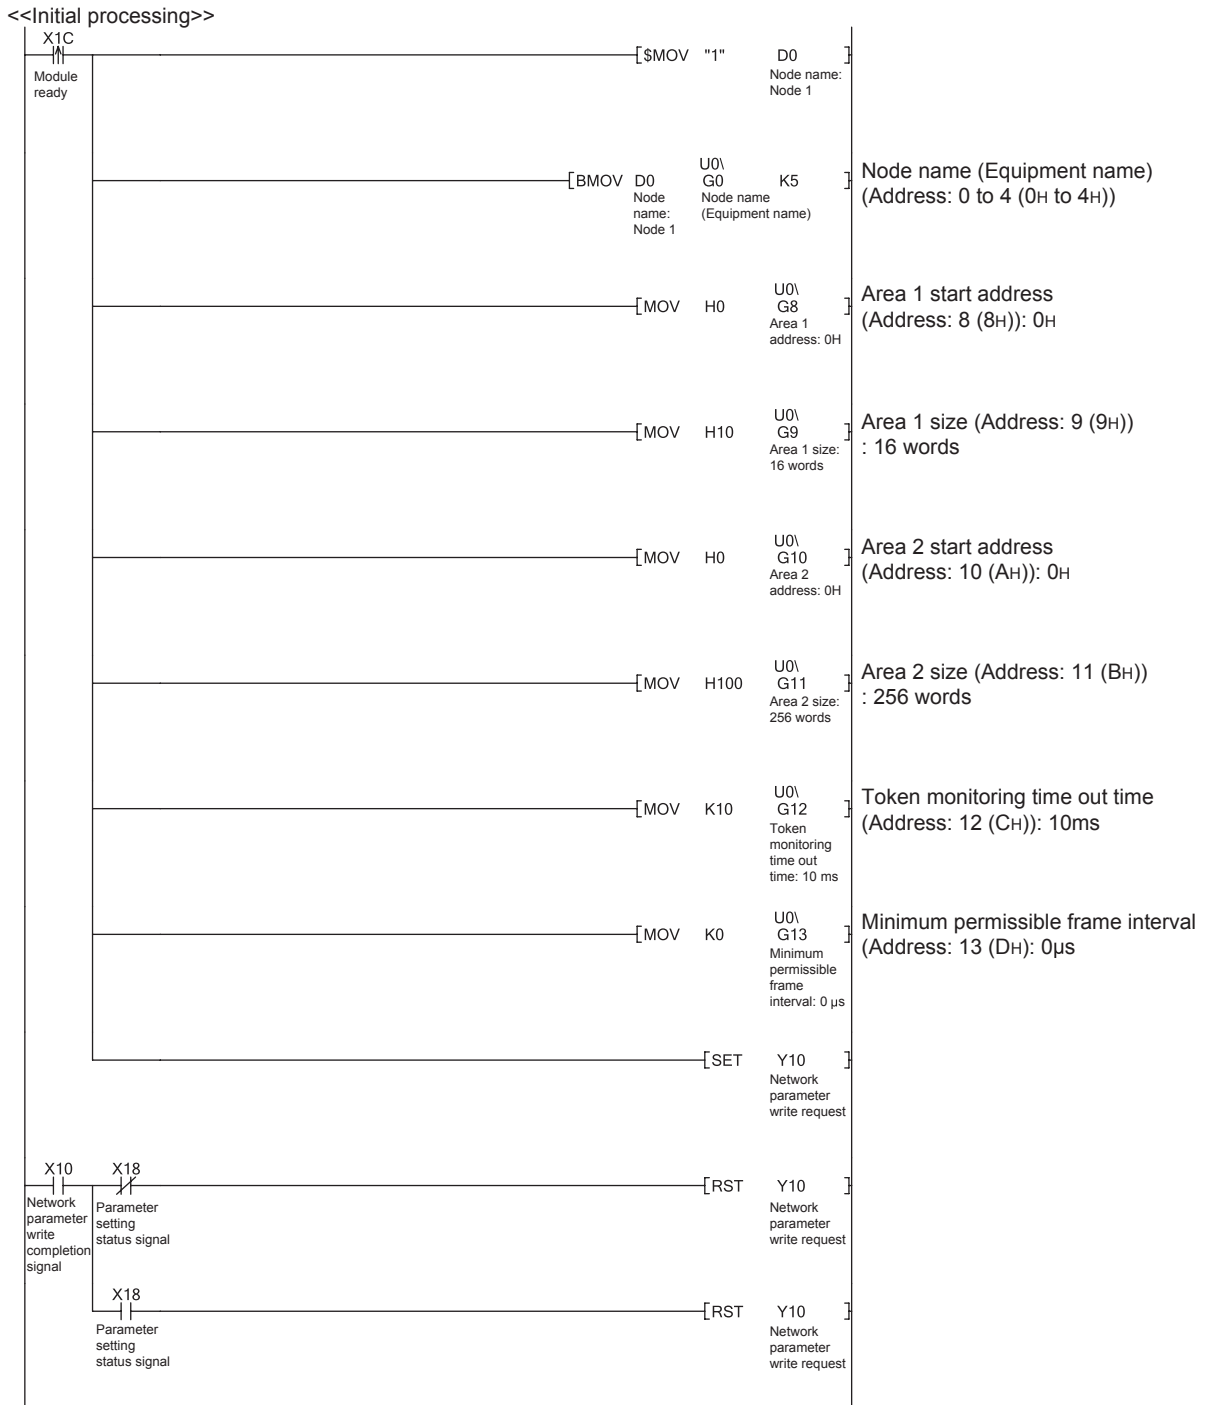 <<Initial processing>>
X1C
Module
ready
$MOV "1" D0
Node name:
Node 1
U0\
BMOV D0 G0 K5
Node
name:
Node 1
Node name
(Equipment name)
Node name (Equipment name)
(Address: 0 to 4 (0H to 4H))
U0\
MOV H0 G8
Area 1
address: 0H
Area 1 start address
(Address: 8 (8H)): 0H
U0\
MOV H10 G9
Area 1 size:
16 words
Area 1 size (Address: 9 (9H))
: 16 words
U0\
MOV H0 G10
Area 2
address: 0H
Area 2 start address
(Address: 10 (AH)): 0H
U0\
MOV H100 G11
Area 2 size:
256 words
Area 2 size (Address: 11 (BH))
: 256 words
U0\
MOV K10 G12
Token
monitoring
time out
time: 10 ms
Token monitoring time out time
(Address: 12 (CH)): 10ms
U0\
MOV K0 G13
Minimum
permissible
frame
interval: 0 µs
Minimum permissible frame interval
(Address: 13 (DH): 0µs
SET Y10
Network
parameter
write request
X10
Network
parameter
write
completion
signal
X18
Parameter
setting
status signal
RST Y10
Network
parameter
write request
X18
Parameter
setting
status signal
RST Y10
Network
parameter
write request